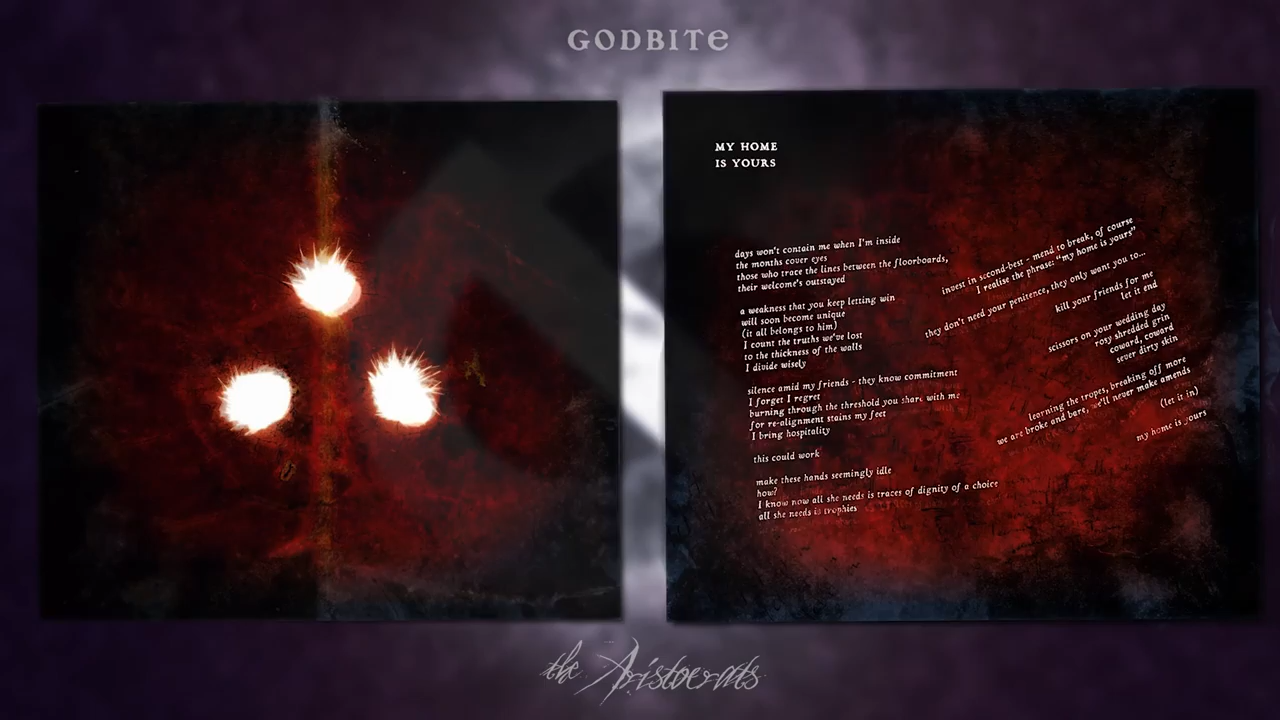 GODBITE
MY HOME
IS YOURS
days won't contain me when I'm inside
the months cover eyes
those who trace the lines between the floorboards,
their welcome's outstayed
a weakness that you keep letting win
will soon become unique
(it all belongs to him)
I count the truths we've lost
to the thickness of the walls
I divide wisely
silence amid my friends - they know commitment
I forget I regret
burning through the threshold you share with me
for re-alignment stains my feet
I bring hospitality
this could work
make these hands seemingly idle
how?
I know now all she needs is traces of dignity of a choice
all she needs is trophies
invest in second-best - mend to break, of course
I realise the phrase: "my home is yours"
they don't need your penitence, they only want you to...
kill your friends for me
let it end
scissors on your wedding day
rosy shredded grin
coward, coward
sever dirty skin
learning the tropes, breaking off more
we are broke and bare, we'll never make amends
(let it in)
my home is yours
the Aristocrats